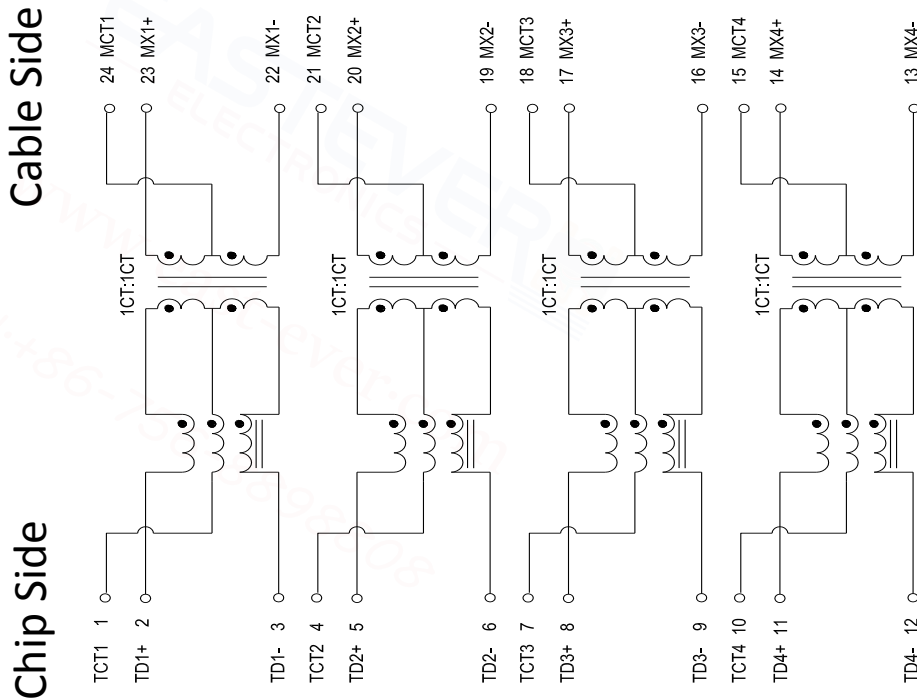 Cable Side
24 MCT1
23 MX1+
22 MX1-
21 MCT2
20 MX2+
19 MX2-
18 MCT3
17 MX3+
16 MX3-
15 MCT4
14 MX4+
13 MX4-
1CT:1CT
1CT:1CT
1CT:1CT
1CT:1CT
Chip Side
TCT1 1
TD1+ 2
TD1- 3
TCT2 4
TD2+ 5
TD2- 6
TCT3 7
TD3+ 8
TD3- 9
TCT4 10
TD4+ 11
TD4- 12
ELECTRONICS